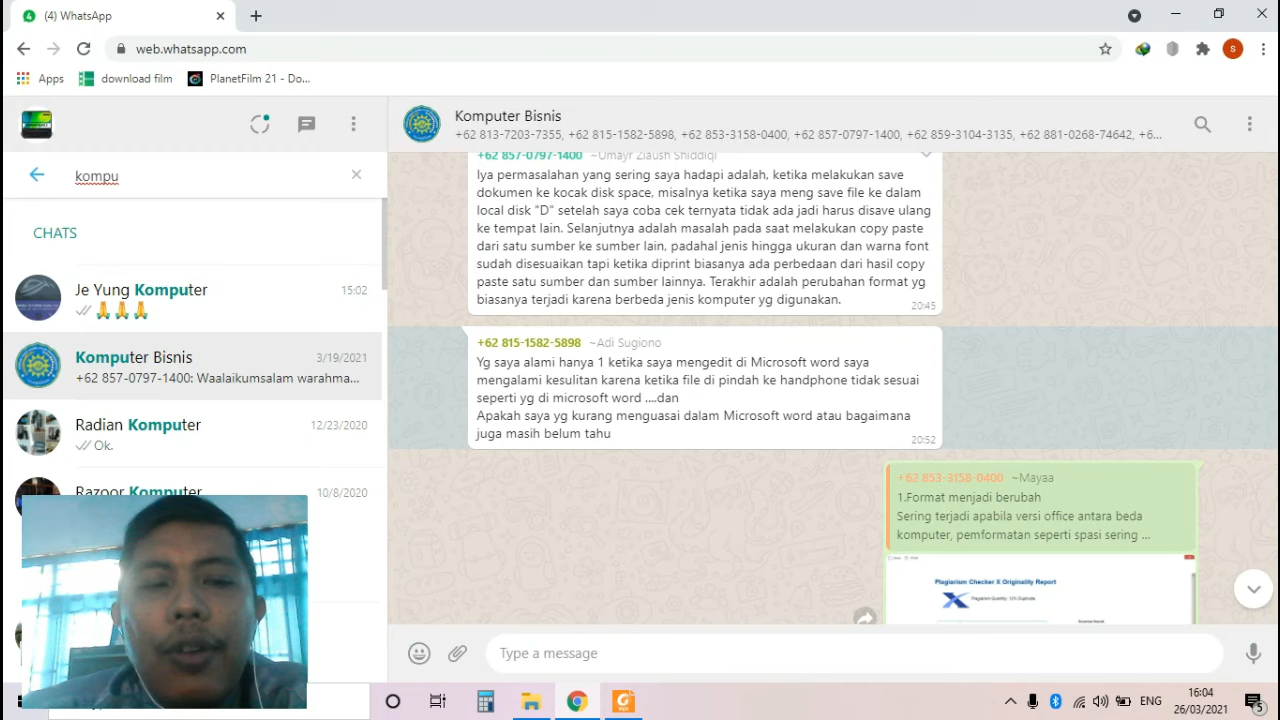 (4) WhatsApp
web.whatsapp.com
Apps
download film
PlanetFilm 21 - Do...
S
kompu
CHATS
Je Yung Komputer
15:02
🙏🙏🙏
Komputer Bisnis
3/19/2021
+62 857-0797-1400: Waalaikumsalam warahma...
Radian Komputer
12/23/2020
Ok.
Razoor Komputer
10/8/2020
Komputer Bisnis
+62 813-7203-7355, +62 815-1582-5898, +62 853-3158-0400, +62 857-0797-1400, +62 859-3104-3135, +62 881-0268-74642, +6...
+62 857-0797-1400 ~Umayr Ziaush Shiddiqi
Iya permasalahan yang sering saya hadapi adalah, ketika melakukan save
dokumen ke kocak disk space, misalnya ketika saya meng save file ke dalam
local disk "D" setelah saya coba cek ternyata tidak ada jadi harus disave ulang
ke tempat lain. Selanjutnya adalah masalah pada saat melakukan copy paste
dari satu sumber ke sumber lain, padahal jenis hingga ukuran dan warna font
sudah disesuaikan tapi ketika diprint biasanya ada perbedaan dari hasil copy
paste satu sumber dan sumber lainnya. Terakhir adalah perubahan format yg
biasanya terjadi karena berbeda jenis komputer yg digunakan.
20:45
+62 815-1582-5898 ~Adi Sugiono
Yg saya alami hanya 1 ketika saya mengedit di Microsoft word saya
mengalami kesulitan karena ketika file di pindah ke handphone tidak sesuai
seperti yg di microsoft word ....dan
Apakah saya yg kurang menguasai dalam Microsoft word atau bagaimana
juga masih belum tahu
20:52
+62 853-3158-0400 ~Mayaa
1.Format menjadi berubah
Sering terjadi apabila versi office antara beda
komputer, pemformatan seperti spasi sering ...
Plagiarism Checker X Originality Report
Plagiarism Quantity: 12% Duplicate
Type a message
ENG
16:04
26/03/2021